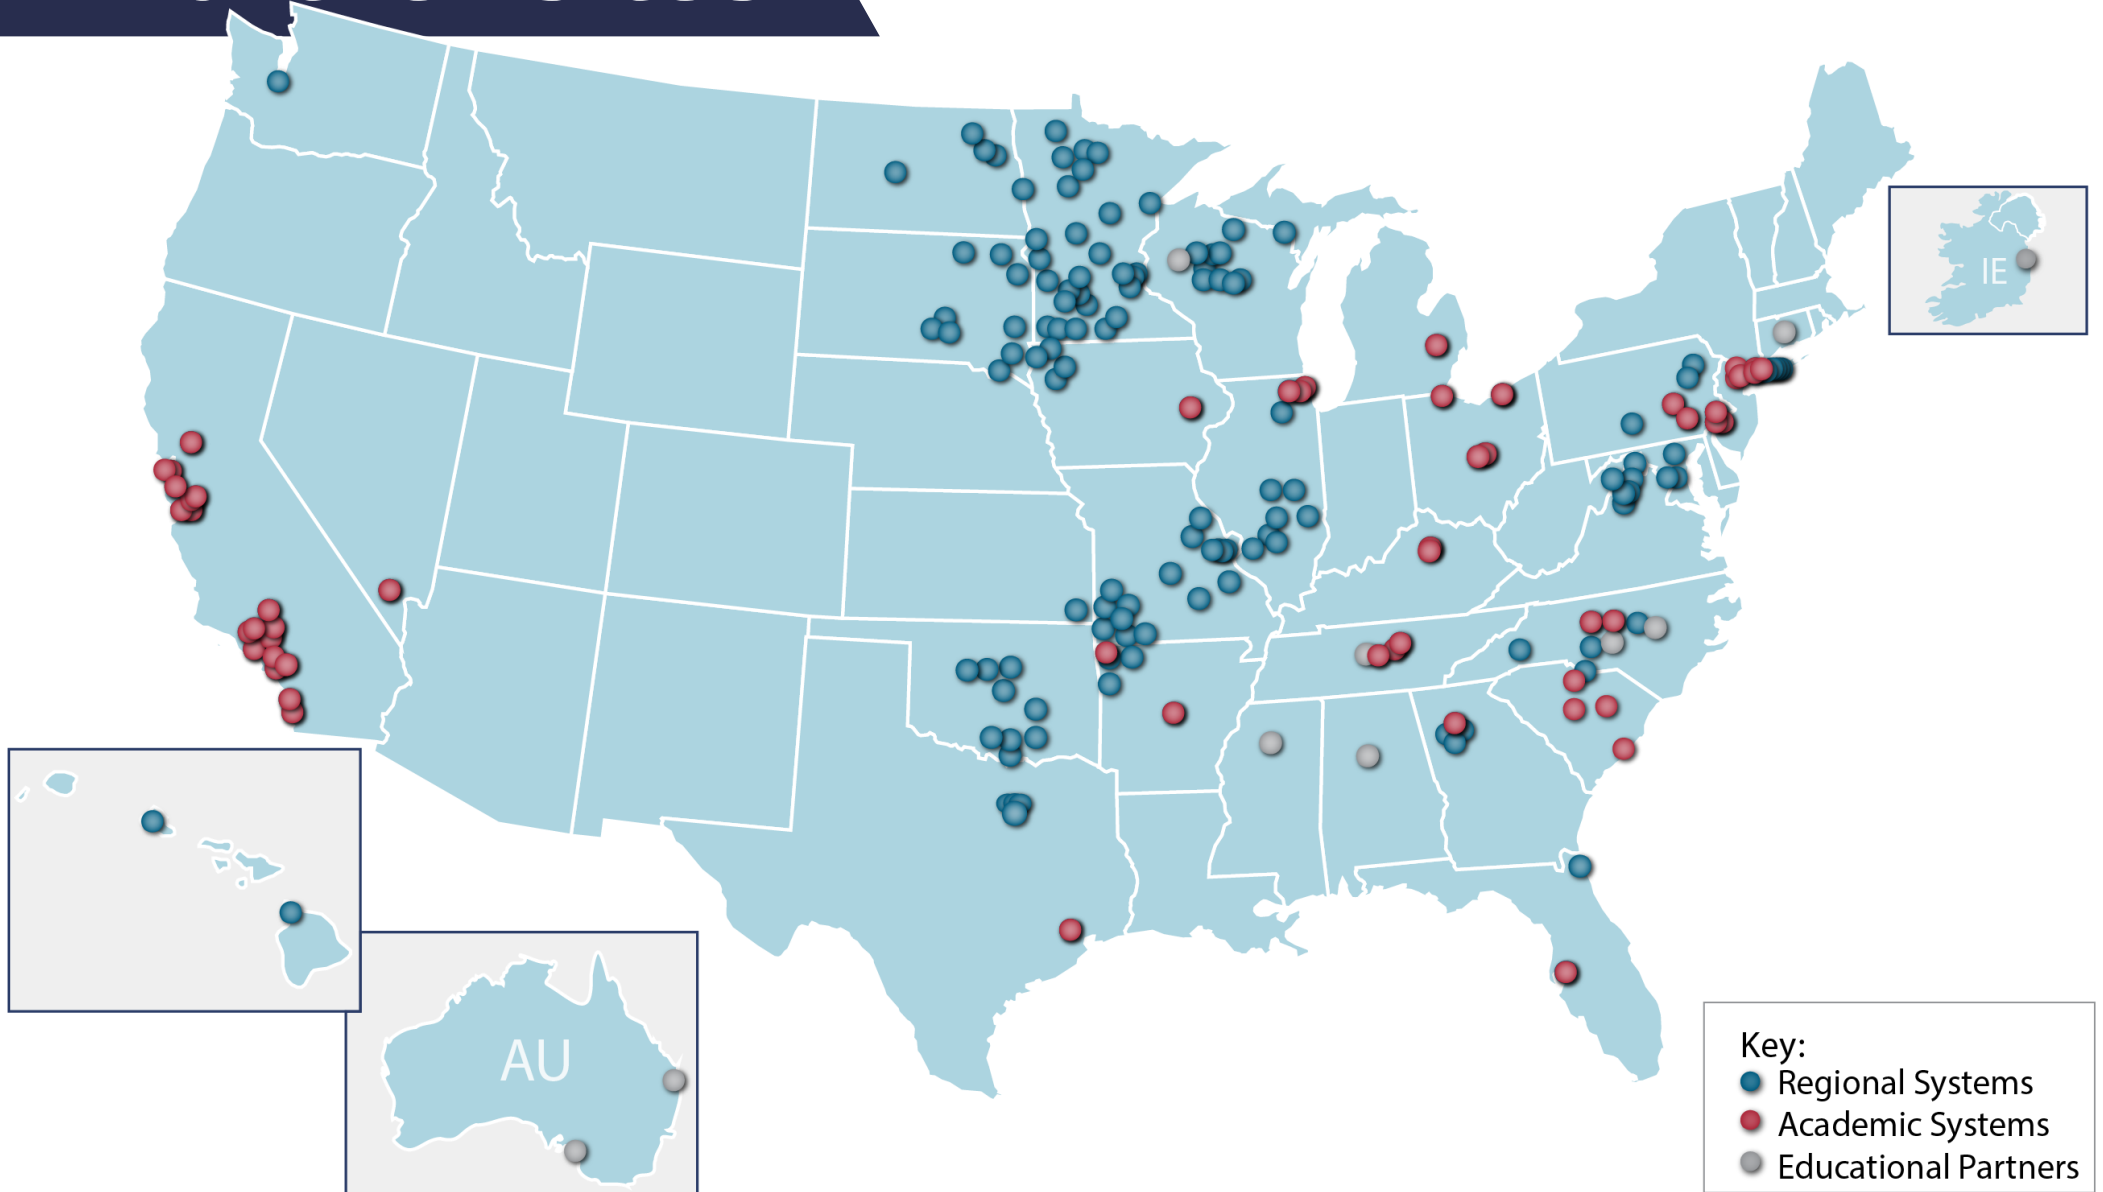 IE
AU
Key:
Regional Systems
Academic Systems
Educational Partners